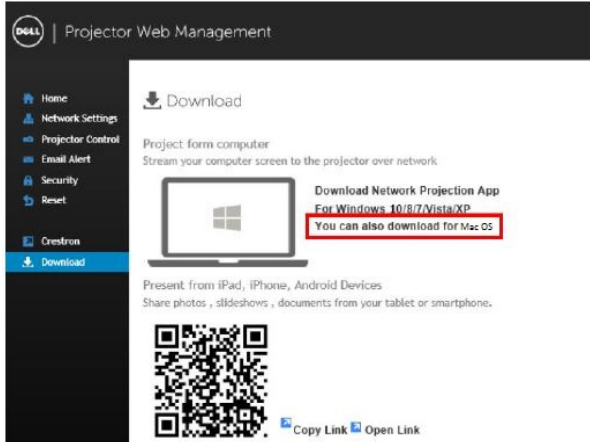 DELL | Projector Web Management
Home
Network Settings
Projector Control
Email Alert
Security
Reset
Crestron
Download
Download
Project form computer
Stream your computer screen to the projector over network
Download Network Projection App
For Windows 10/8/7/Vista/XP
You can also download for Mac OS
Present from iPad, iPhone, Android Devices
Share photos , slideshows , documents from your tablet or smartphone.
Copy Link Open Link